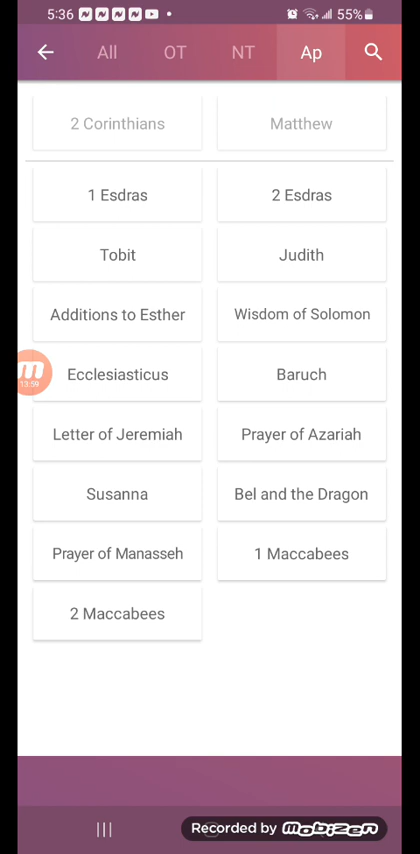 5:36 55%
All OT NT Ap
2 Corinthians Matthew
1 Esdras 2 Esdras
Tobit Judith
Additions to Esther Wisdom of Solomon
Ecclesiasticus Baruch
13:59
Letter of Jeremiah Prayer of Azariah
Susanna Bel and the Dragon
Prayer of Manasseh 1 Maccabees
2 Maccabees
Recorded by mobizen